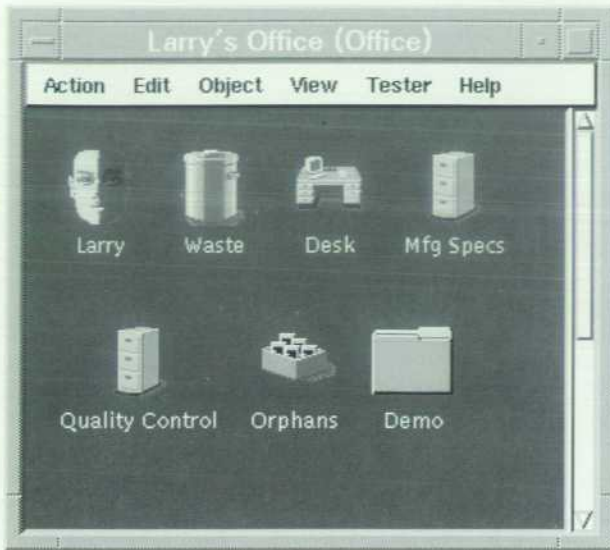 Larry's Office (Office)
Action Edit Object View Tester Help
Larry Waste Desk Mfg Specs
Quality Control Orphans Demo